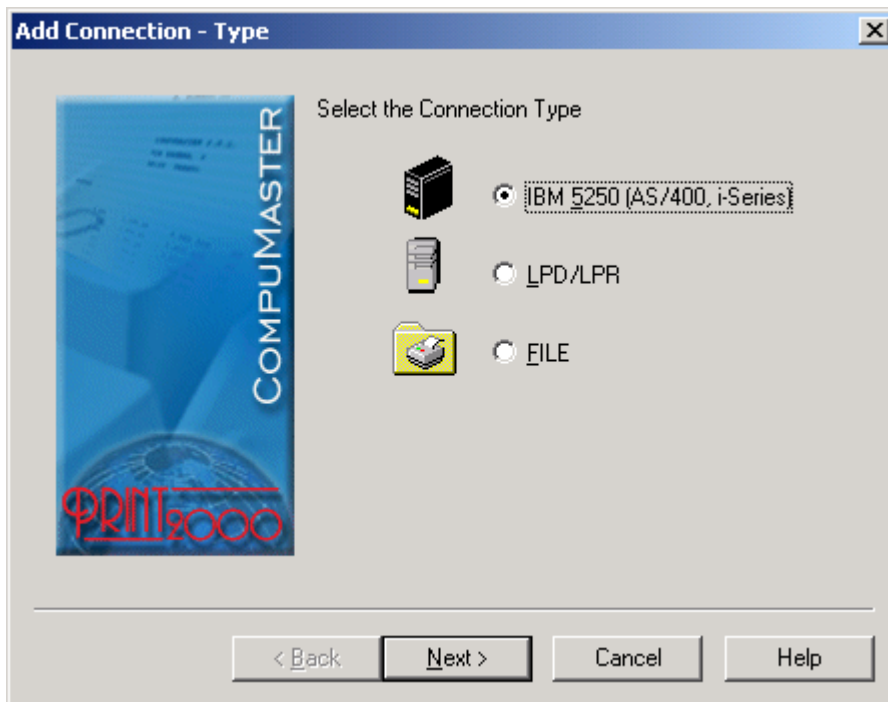 Add Connection - Type
COMPUMASTER
PRINT2000
Select the Connection Type
IBM 5250 (AS/400, i-Series)
LPD/LPR
FILE
< Back
Next >
Cancel
Help